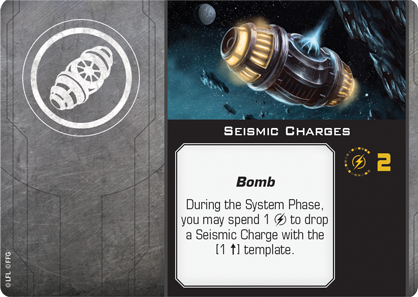 SEISMIC CHARGES
2
Bomb
During the System Phase,
you may spend 1 to drop
a Seismic Charge with the
[1 ⬆] template.
© LFL © FFG